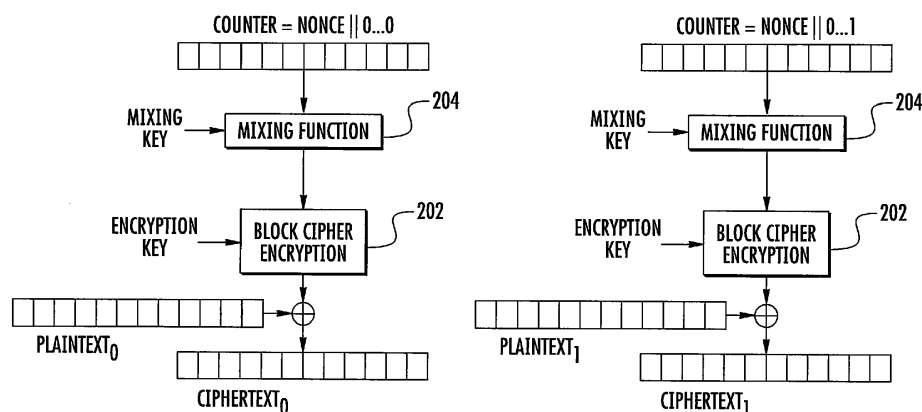 COUNTER = NONCE || 0...0
204
MIXING KEY
MIXING FUNCTION
202
ENCRYPTION KEY
BLOCK CIPHER ENCRYPTION
PLAINTEXT0
CIPHERTEXT0
COUNTER = NONCE || 0...1
204
MIXING KEY
MIXING FUNCTION
202
ENCRYPTION KEY
BLOCK CIPHER ENCRYPTION
PLAINTEXT1
CIPHERTEXT1